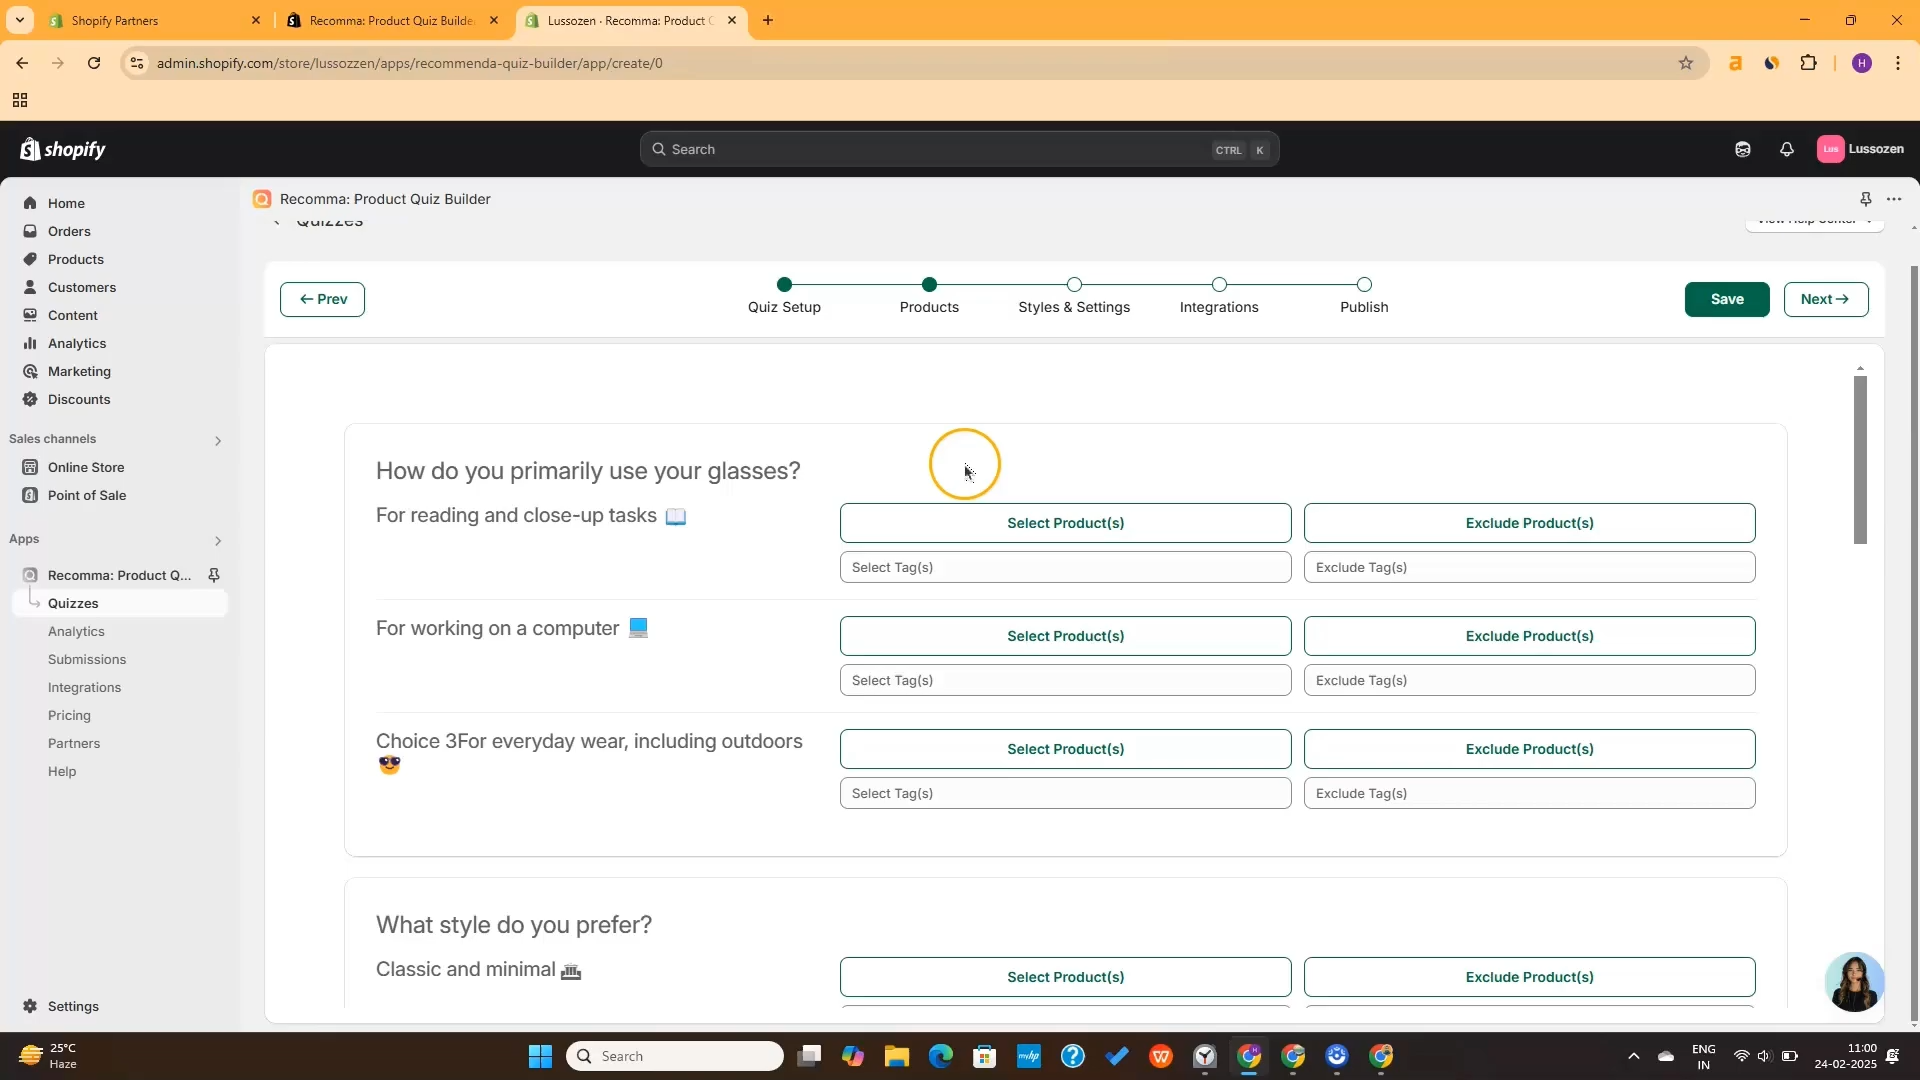 Shopify Partners
Recomma: Product Quiz Builde
Lussozen · Recomma: Product
admin.shopify.com/store/lussozzen/apps/recommenda-quiz-builder/app/create/0
H
shopify
Search
CTRL K
Lus
Lussozen
Home
Orders
Products
Customers
Content
Analytics
Marketing
Discounts
Sales channels
Online Store
Point of Sale
Apps
Recomma: Product Q...
Quizzes
Analytics
Submissions
Integrations
Pricing
Partners
Help
Settings
Recomma: Product Quiz Builder
Quizzes
View Help Center
← Prev
Quiz Setup
Products
Styles & Settings
Integrations
Publish
Save
Next →
How do you primarily use your glasses?
For reading and close-up tasks 📖
Select Product(s)
Exclude Product(s)
Select Tag(s)
Exclude Tag(s)
For working on a computer 💻
Select Product(s)
Exclude Product(s)
Select Tag(s)
Exclude Tag(s)
Choice 3For everyday wear, including outdoors
😎
Select Product(s)
Exclude Product(s)
Select Tag(s)
Exclude Tag(s)
What style do you prefer?
Classic and minimal
Select Product(s)
Exclude Product(s)
25°C
Haze
Search
myhp
ENG
IN
11:00
24-02-2025